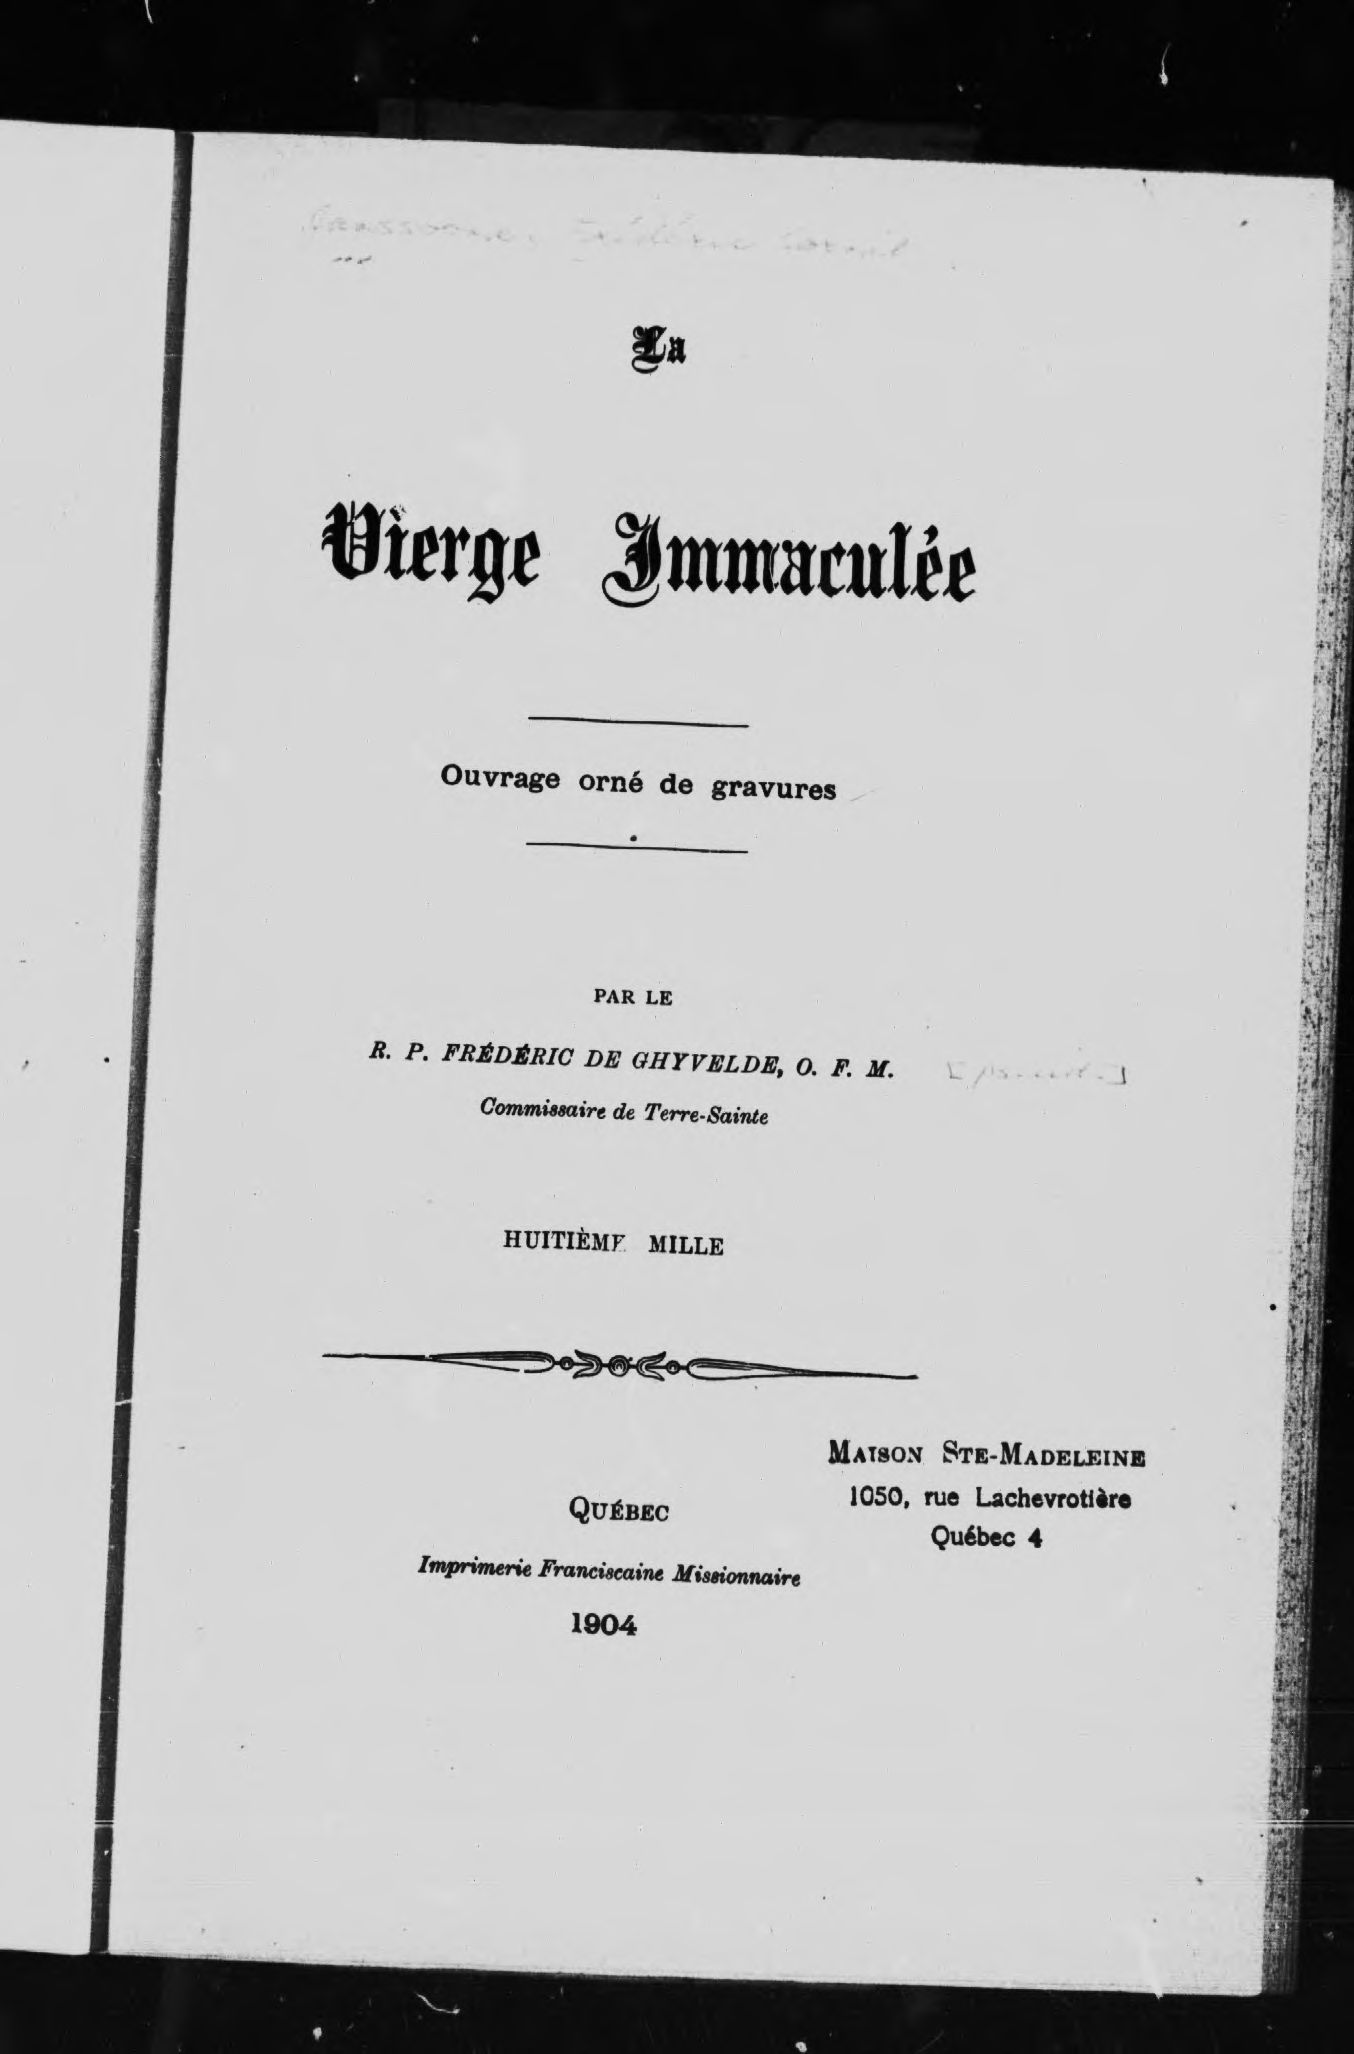 La
Vierge Immaculée
Ouvrage orné de gravures
PAR LE
R. P. FRÉDÉRIC DE GHYVELDE, O. F. M.
Commissaire de Terre-Sainte
HUITIÈME MILLE
MAISON STE-MADELEINE
1050, rue Lachevrotière
Québec 4
QUÉBEC
Imprimerie Franciscaine Missionnaire
1904